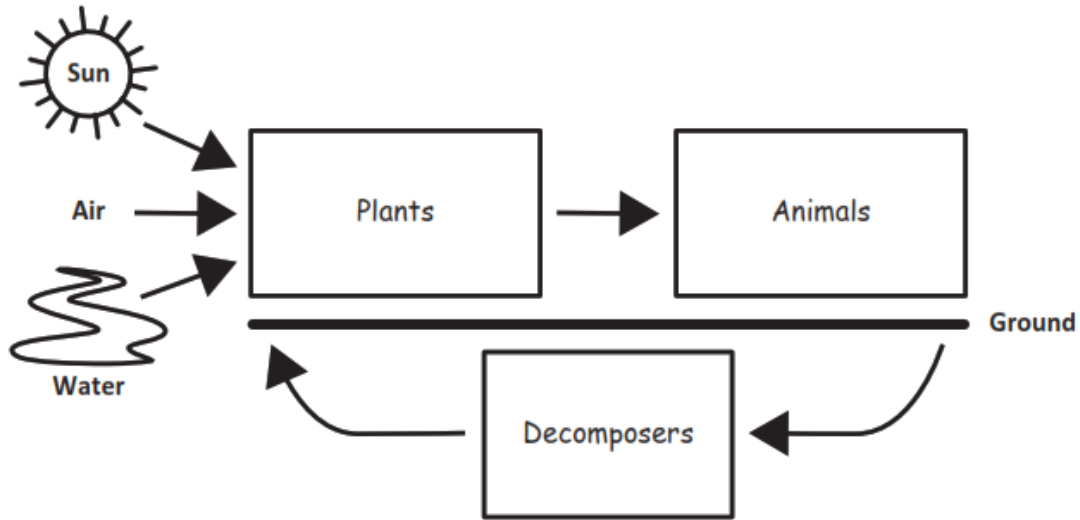 Sun
Air
Plants
Animals
Ground
Water
Decomposers